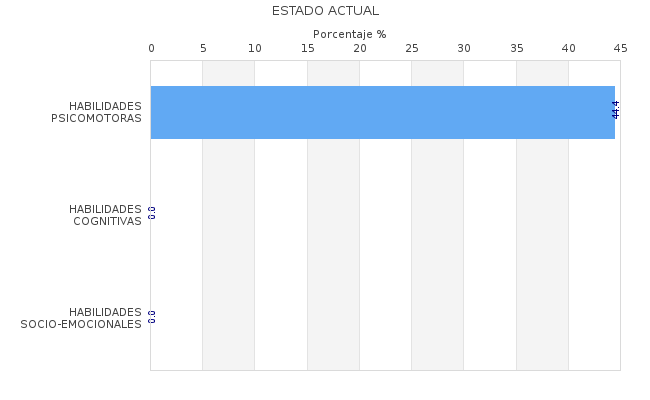 ESTADO ACTUAL
Porcentaje %
0 5 10 15 20 25 30 35 40 45
HABILIDADES
PSICOMOTORAS
44.4
HABILIDADES
COGNITIVAS
0.0
HABILIDADES
SOCIO-EMOCIONALES
0.0